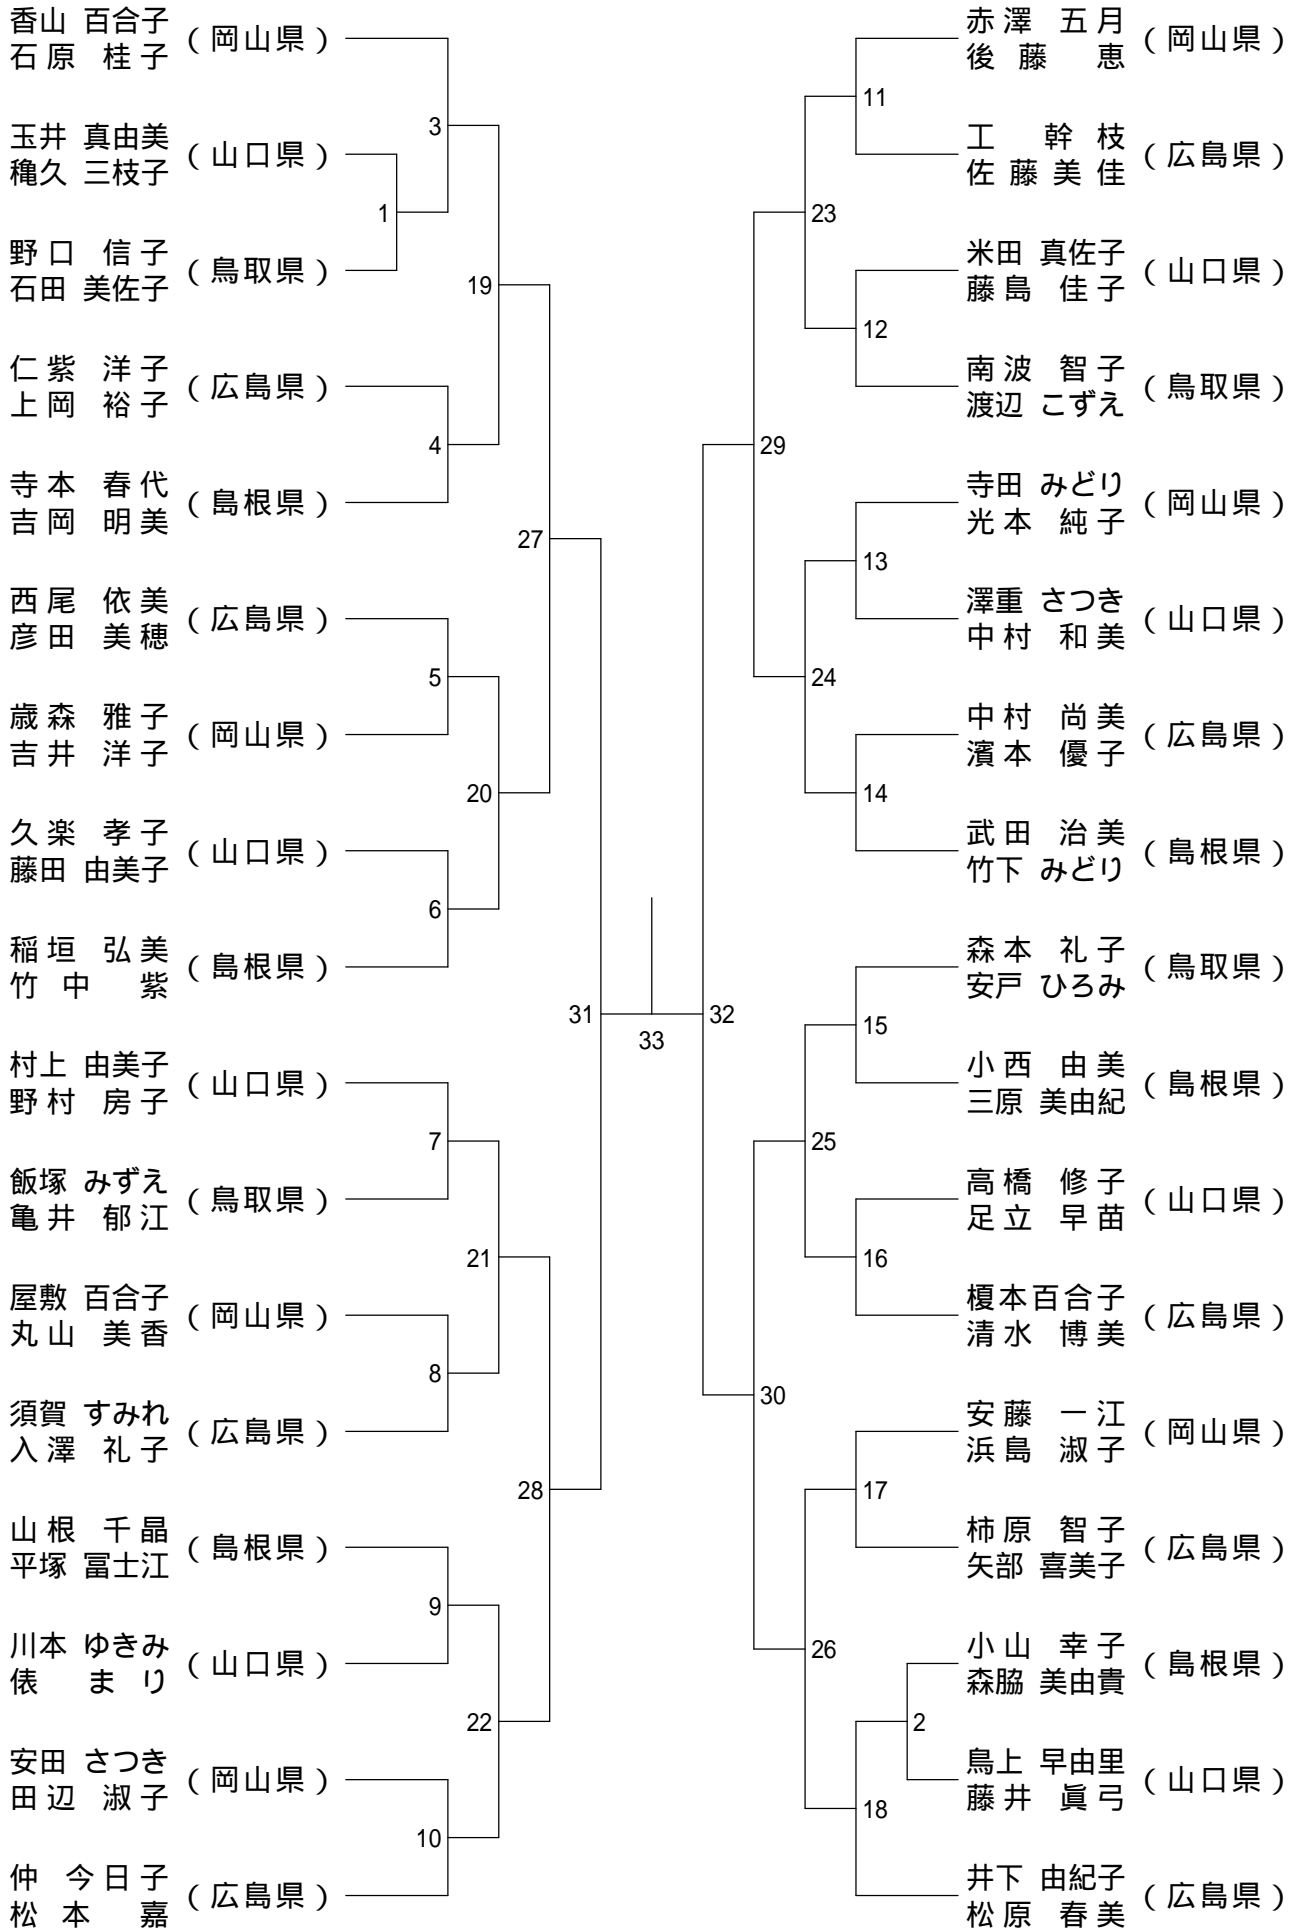 香山 百合子
石原 桂子
（岡山県）
3
玉井 真由美
穐久 三枝子
（山口県）
1
野口 信子
石田 美佐子
（鳥取県）
19
仁紫 洋子
上岡 裕子
（広島県）
4
寺本 春代
吉岡 明美
（島根県）
27
西尾 依美
彦田 美穂
（広島県）
5
歳森 雅子
吉井 洋子
（岡山県）
20
久楽 孝子
藤田 由美子
（山口県）
6
稲垣 弘美
竹中 紫
（島根県）
31
33
村上 由美子
野村 房子
（山口県）
7
飯塚 みずえ
亀井 郁江
（鳥取県）
21
屋敷 百合子
丸山 美香
（岡山県）
8
須賀 すみれ
入澤 礼子
（広島県）
28
山根 千晶
平塚 冨士江
（島根県）
9
川本 ゆきみ
俵 まり
（山口県）
22
安田 さつき
田辺 淑子
（岡山県）
10
仲 今日子
松本 嘉
（広島県）
赤澤 五月
後藤 恵
（岡山県）
11
工 幹枝
佐藤美佳
（広島県）
23
米田 真佐子
藤島 佳子
（山口県）
12
南波 智子
渡辺 こずえ
（鳥取県）
29
寺田 みどり
光本 純子
（岡山県）
13
澤重 さつき
中村 和美
（山口県）
24
中村 尚美
濱本 優子
（広島県）
14
武田 治美
竹下 みどり
（島根県）
32
森本 礼子
安戸 ひろみ
（鳥取県）
15
小西 由美
三原 美由紀
（島根県）
25
高橋 修子
足立 早苗
（山口県）
16
榎本百合子
清水 博美
（広島県）
30
安藤 一江
浜島 淑子
（岡山県）
17
柿原 智子
矢部 喜美子
（広島県）
26
小山 幸子
森脇 美由貴
（島根県）
2
鳥上 早由里
藤井 眞弓
（山口県）
18
井下 由紀子
松原 春美
（広島県）